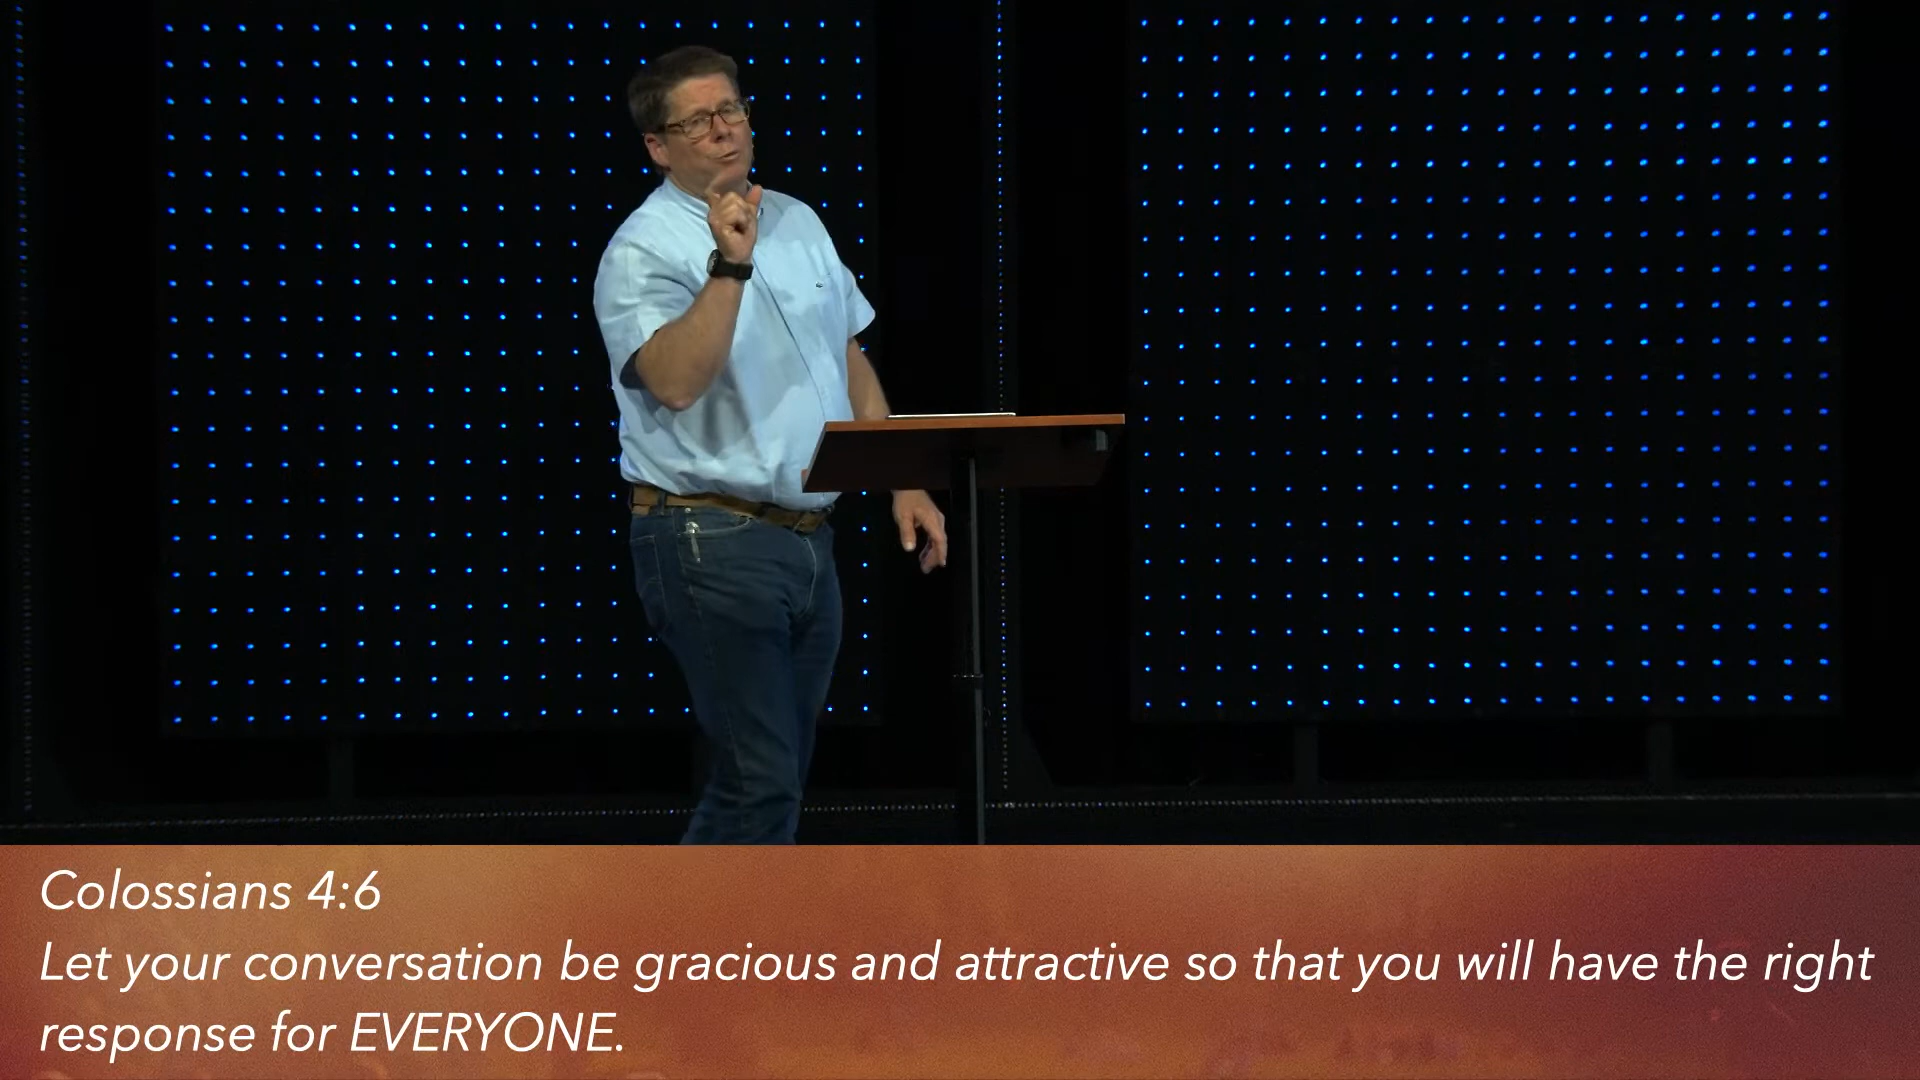 Colossians 4:6
Let your conversation be gracious and attractive so that you will have the right
response for EVERYONE.